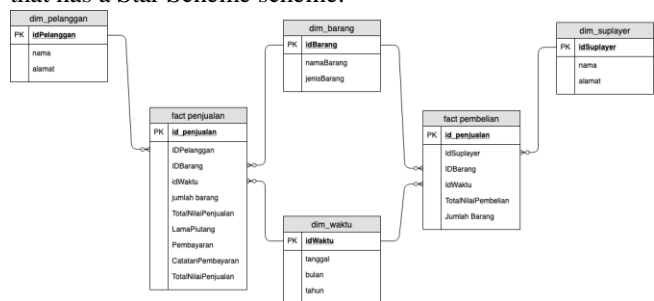 that has a Star Scheme scheme.
dim_pelanggan
PK idPelanggan
nama
alamat
dim_barang
PK idBarang
namaBarang
jenisBarang
dim_suplayer
PK idSuplayer
nama
alamat
fact penjualan
PK id_penjualan
IDPelanggan
IDBarang
idWaktu
jumlah barang
TotalNilaiPenjualan
LamaPiutang
Pembayaran
CatatanPembayaran
TotalNilaiPenjualan
fact pembelian
PK id_penjualan
IdSuplayer
IDBarang
IdWaktu
TotalNilaiPembelian
Jumlah Barang
dim_waktu
PK idWaktu
tanggal
bulan
tahun